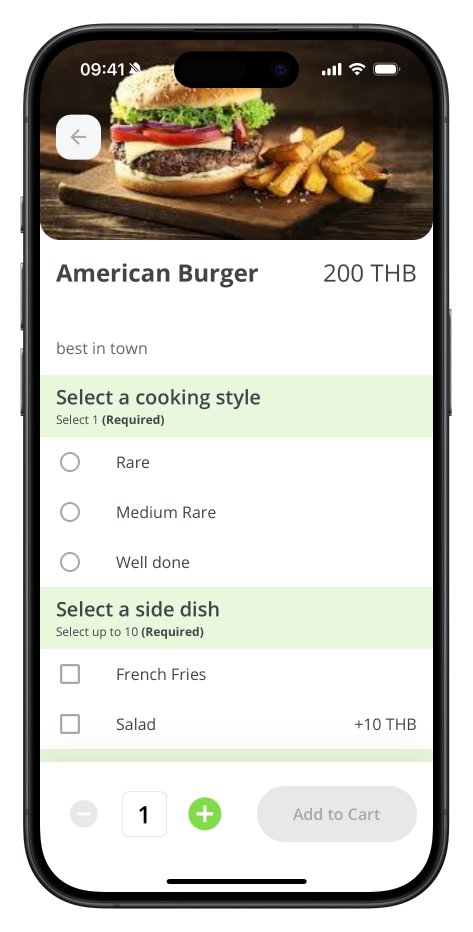 09:41
American Burger 200 THB
best in town
Select a cooking style
Select 1 (Required)
Rare
Medium Rare
Well done
Select a side dish
Select up to 10 (Required)
French Fries
Salad +10 THB
1 Add to Cart